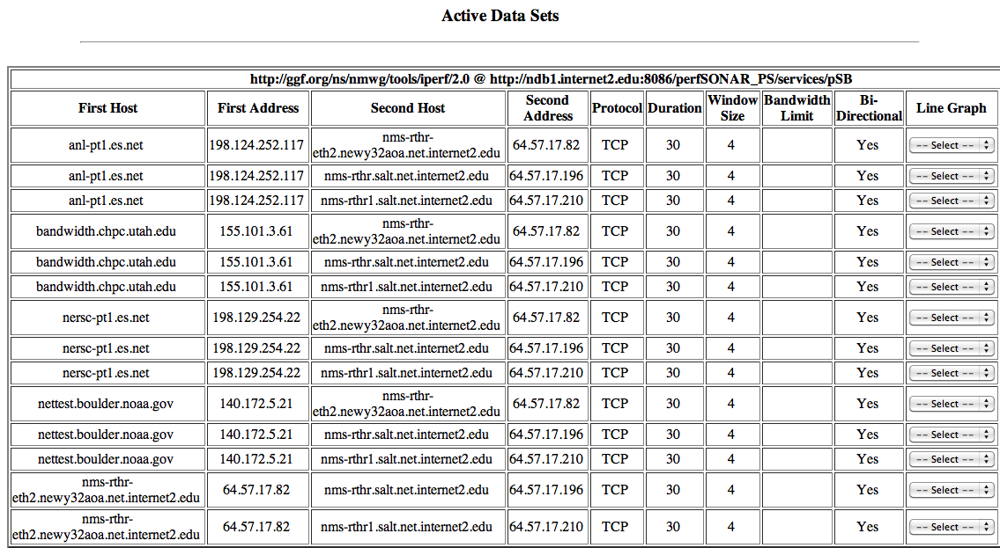 Active Data Sets
http://ggf.org/ns/nmwg/tools/iperf/2.0 @ http://ndb1.internet2.edu:8086/perfSONAR_PS/services/pSB
First Host First Address Second Host Second Address Protocol Duration Window Size Bandwidth Limit Bi-Directional Line Graph
anl-pt1.es.net 198.124.252.117 nms-rthr-eth2.newy32aoa.net.internet2.edu 64.57.17.82 TCP 30 4 Yes -- Select --
anl-pt1.es.net 198.124.252.117 nms-rthr.salt.net.internet2.edu 64.57.17.196 TCP 30 4 Yes -- Select --
anl-pt1.es.net 198.124.252.117 nms-rthr1.salt.net.internet2.edu 64.57.17.210 TCP 30 4 Yes -- Select --
bandwidth.chpc.utah.edu 155.101.3.61 nms-rthr-eth2.newy32aoa.net.internet2.edu 64.57.17.82 TCP 30 4 Yes -- Select --
bandwidth.chpc.utah.edu 155.101.3.61 nms-rthr.salt.net.internet2.edu 64.57.17.196 TCP 30 4 Yes -- Select --
bandwidth.chpc.utah.edu 155.101.3.61 nms-rthr1.salt.net.internet2.edu 64.57.17.210 TCP 30 4 Yes -- Select --
nersc-pt1.es.net 198.129.254.22 nms-rthr-eth2.newy32aoa.net.internet2.edu 64.57.17.82 TCP 30 4 Yes -- Select --
nersc-pt1.es.net 198.129.254.22 nms-rthr.salt.net.internet2.edu 64.57.17.196 TCP 30 4 Yes -- Select --
nersc-pt1.es.net 198.129.254.22 nms-rthr1.salt.net.internet2.edu 64.57.17.210 TCP 30 4 Yes -- Select --
nettest.boulder.noaa.gov 140.172.5.21 nms-rthr-eth2.newy32aoa.net.internet2.edu 64.57.17.82 TCP 30 4 Yes -- Select --
nettest.boulder.noaa.gov 140.172.5.21 nms-rthr.salt.net.internet2.edu 64.57.17.196 TCP 30 4 Yes -- Select --
nettest.boulder.noaa.gov 140.172.5.21 nms-rthr1.salt.net.internet2.edu 64.57.17.210 TCP 30 4 Yes -- Select --
nms-rthr-eth2.newy32aoa.net.internet2.edu 64.57.17.82 nms-rthr.salt.net.internet2.edu 64.57.17.196 TCP 30 4 Yes -- Select --
nms-rthr-eth2.newy32aoa.net.internet2.edu 64.57.17.82 nms-rthr1.salt.net.internet2.edu 64.57.17.210 TCP 30 4 Yes -- Select --